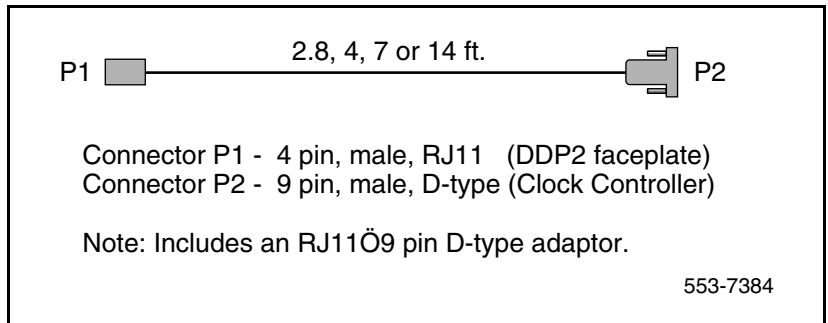 2.8, 4, 7 or 14 ft.
P1 P2
Connector P1 - 4 pin, male, RJ11 (DDP2 faceplate)
Connector P2 - 9 pin, male, D-type (Clock Controller)
Note: Includes an RJ11Ö9 pin D-type adaptor.
553-7384